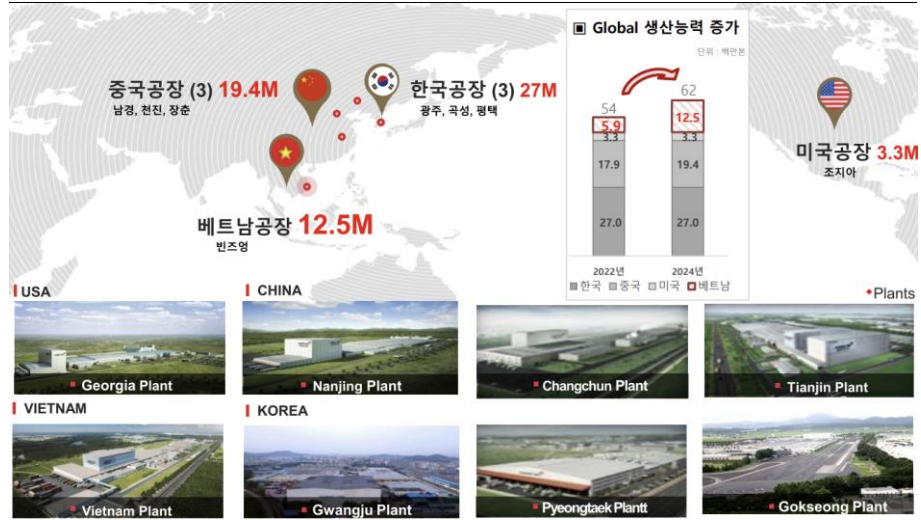 중국공장 (3) 19.4M
남경, 천진, 장춘
한국공장 (3) 27M
광주, 곡성, 평택
베트남공장 12.5M
빈즈엉
▣ Global 생산능력 증가
단위 : 백만본
54
62
5.9
12.5
3.3
3.3
17.9
19.4
27.0
27.0
2022년
2024년
한국 중국 미국 베트남
미국공장 3.3M
조지아
Plants
USA
CHINA
Georgia Plant
Nanjing Plant
Changchun Plant
Tianjin Plant
VIETNAM
KOREA
Vietnam Plant
Gwangju Plant
Pyeongtaek Plantt
Gokseong Plant